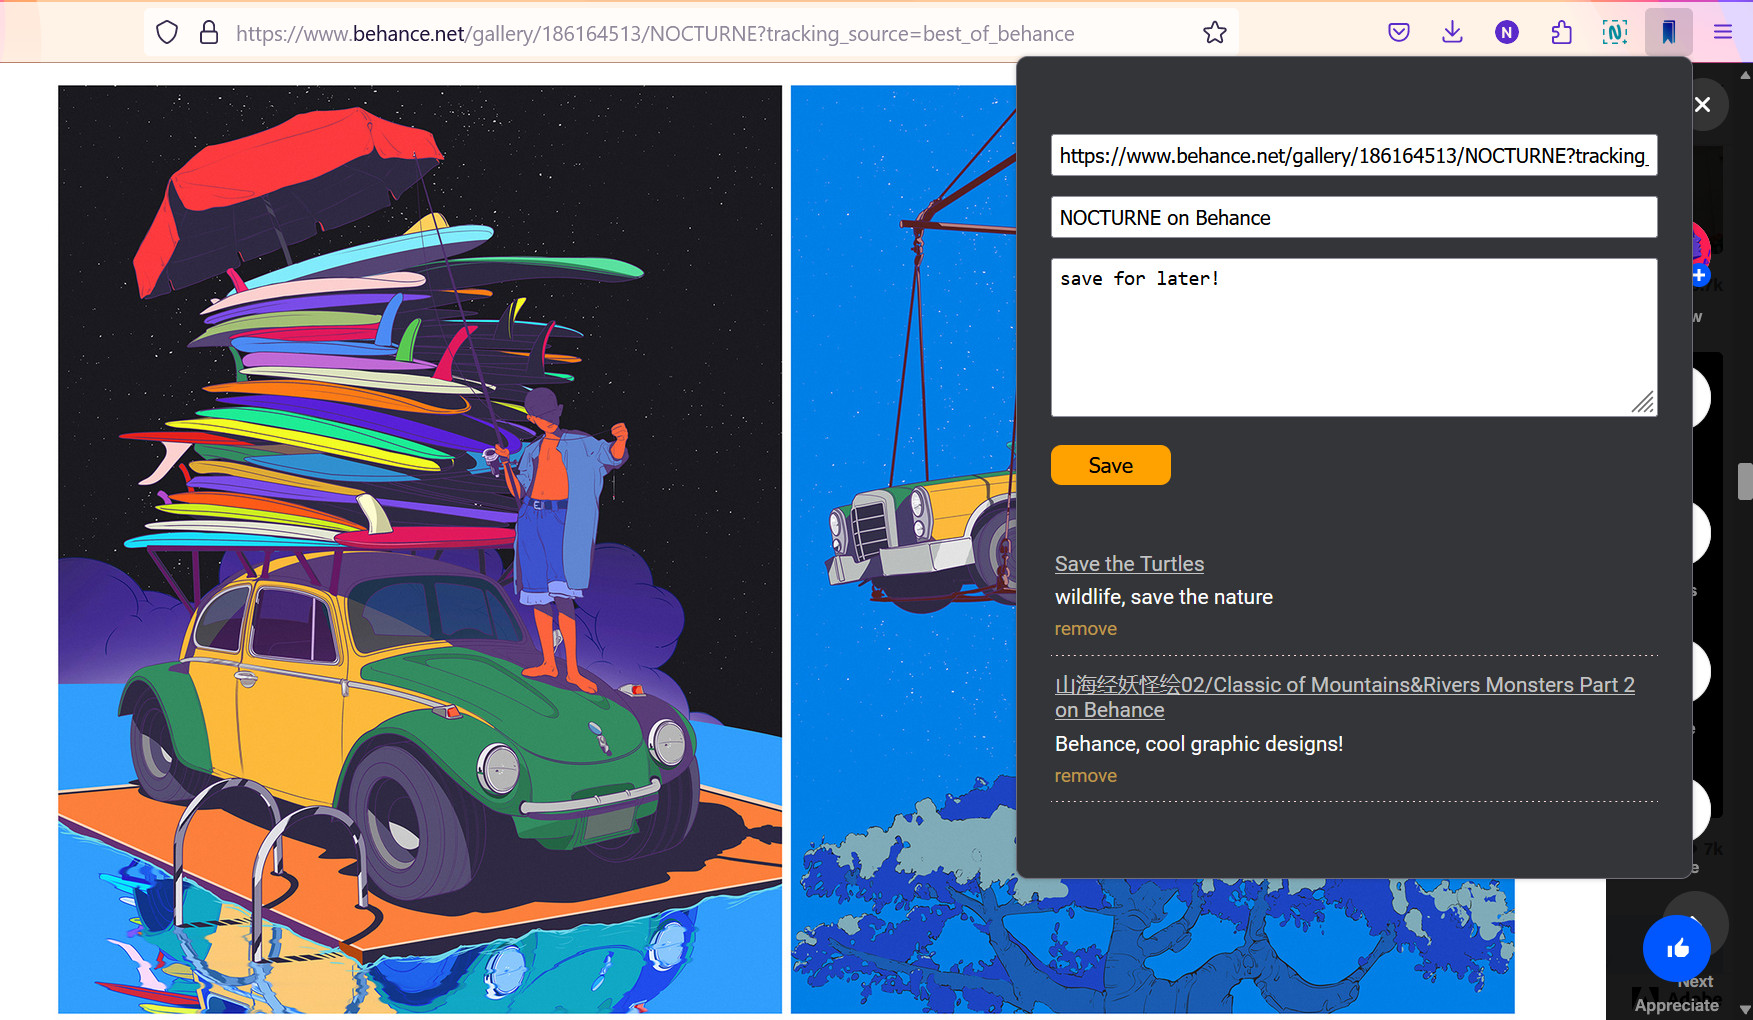 https://www.behance.net/gallery/186164513/NOCTURNE?tracking_source=best_of_behance
N
N
https://www.behance.net/gallery/186164513/NOCTURNE?tracking_
NOCTURNE on Behance
save for later!
Save
Save the Turtles
wildlife, save the nature
remove
山海经妖怪绘02/Classic of Mountains&Rivers Monsters Part 2
on Behance
Behance, cool graphic designs!
remove
7k
Next
Appreciate